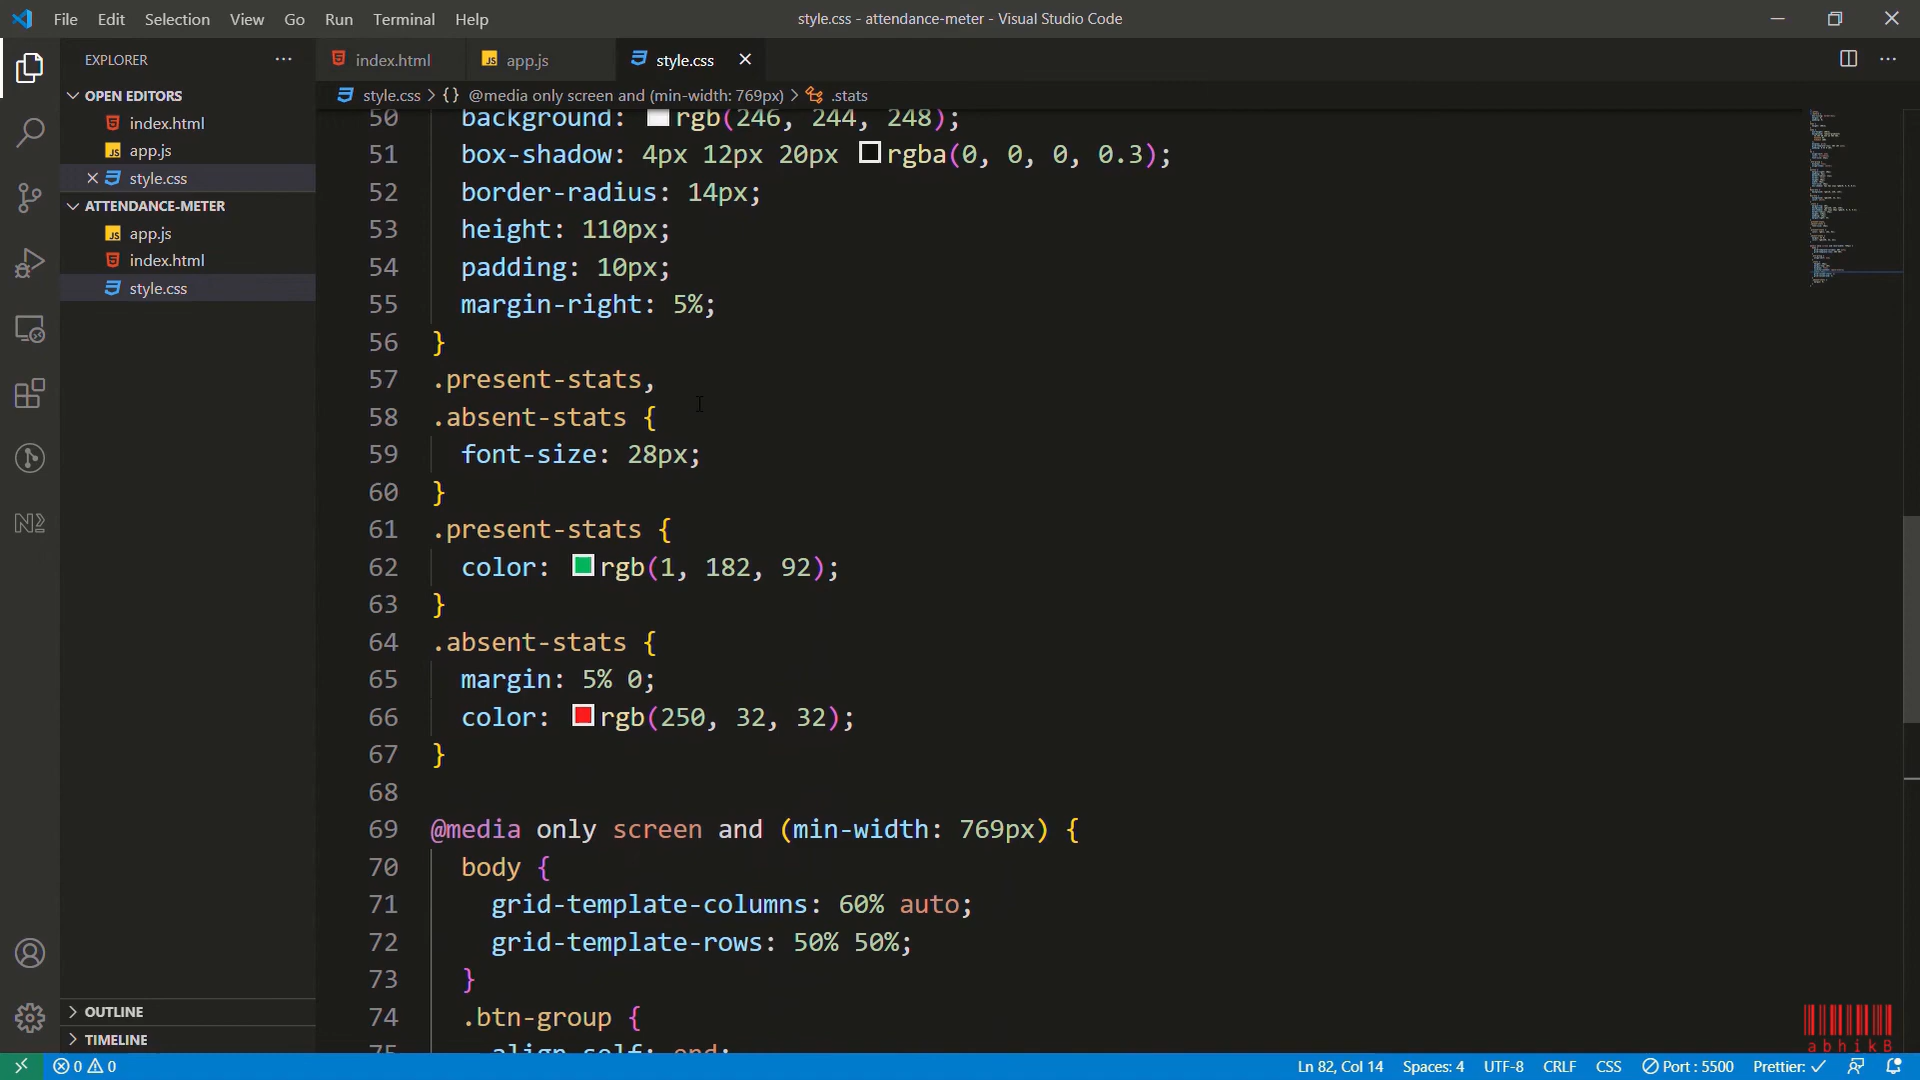 File Edit Selection View Go Run Terminal Help
style.css - attendance-meter - Visual Studio Code
EXPLORER
OPEN EDITORS
index.html
app.js
style.css
ATTENDANCE-METER
app.js
index.html
style.css
OUTLINE
TIMELINE
index.html app.js style.css
style.css > {} @media only screen and (min-width: 769px) > .stats
50 background: rgb(246, 244, 248);
51 box-shadow: 4px 12px 20px rgba(0, 0, 0, 0.3);
52 border-radius: 14px;
53 height: 110px;
54 padding: 10px;
55 margin-right: 5%;
56 }
57 .present-stats,
58 .absent-stats {
59 font-size: 28px;
60 }
61 .present-stats {
62 color: rgb(1, 182, 92);
63 }
64 .absent-stats {
65 margin: 5% 0;
66 color: rgb(250, 32, 32);
67 }
68
69 @media only screen and (min-width: 769px) {
70 body {
71 grid-template-columns: 60% auto;
72 grid-template-rows: 50% 50%;
73 }
74 .btn-group {
75 align-self: end;
abhikB
0 0 Ln 82, Col 14 Spaces: 4 UTF-8 CRLF CSS Port : 5500 Prettier: ✓